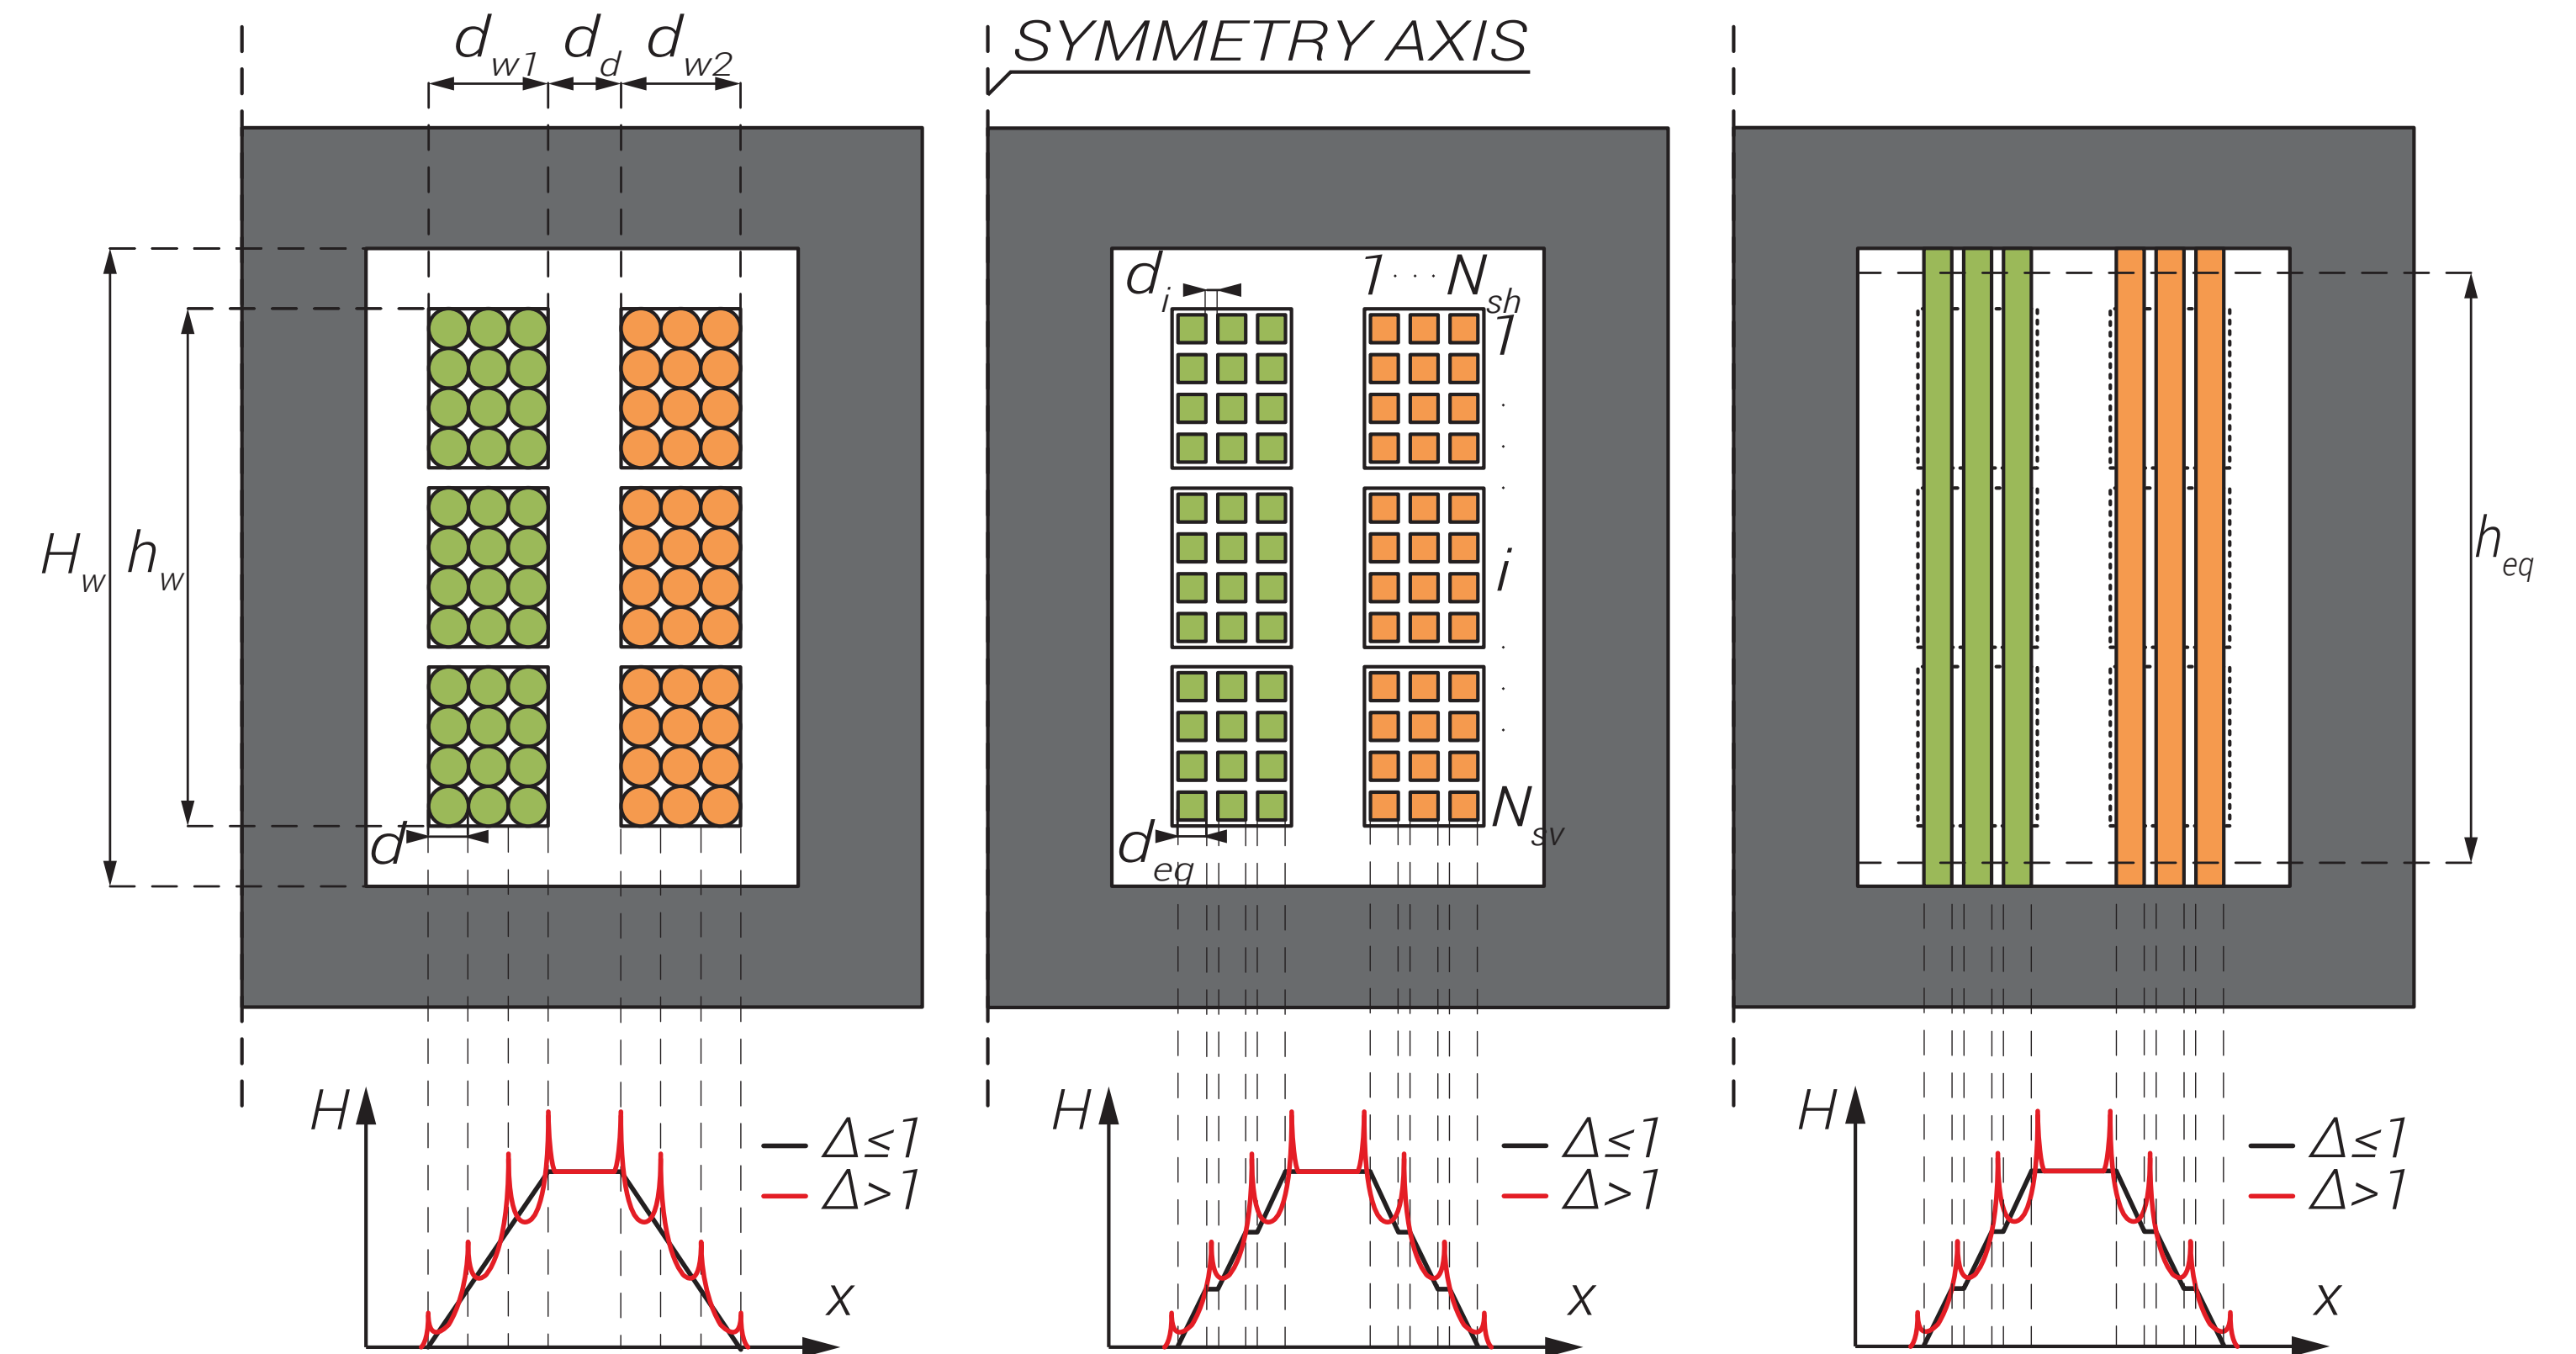 d_w1 d_d d_w2
SYMMETRY AXIS
H_w
h_w
d
d_i
1 · · · N_sh
1
i
N_sv
d_eq
h_eq
H
Δ≤1
Δ>1
x
H
Δ≤1
Δ>1
x
H
Δ≤1
Δ>1
x